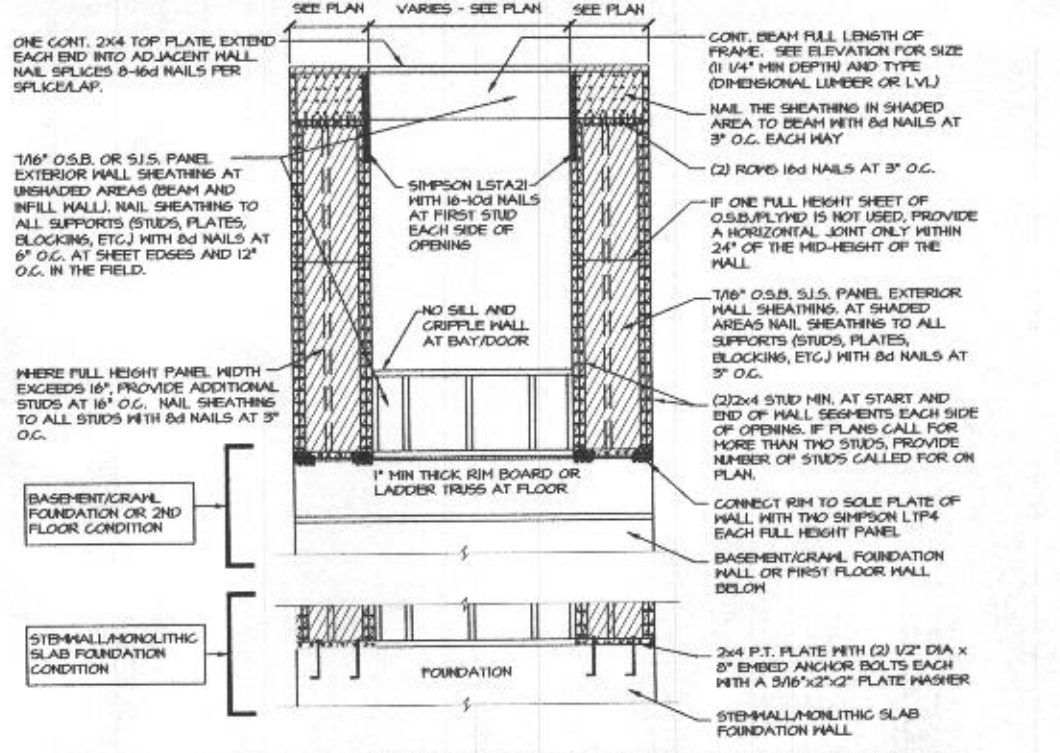 SEE PLAN
VARIES - SEE PLAN
SEE PLAN
ONE CONT. 2X4 TOP PLATE, EXTEND
EACH END INTO ADJACENT WALL.
NAIL SPLICES 8-16d NAILS PER
SPLICE/LAP.
7/16" O.S.B. OR S.I.S. PANEL
EXTERIOR WALL SHEATHING AT
UNSHADED AREAS (BEAM AND
INFILL WALL). NAIL SHEATHING TO
ALL SUPPORTS (STUDS, PLATES,
BLOCKING, ETC.) WITH 8d NAILS AT
6" O.C. AT SHEET EDGES AND 12"
O.C. IN THE FIELD.
WHERE FULL HEIGHT PANEL WIDTH
EXCEEDS 16", PROVIDE ADDITIONAL
STUDS AT 16" O.C. NAIL SHEATHING
TO ALL STUDS WITH 8d NAILS AT 3"
O.C.
BASEMENT/CRAWL
FOUNDATION OR 2ND
FLOOR CONDITION
STEMWALL/MONOLITHIC
SLAB FOUNDATION
CONDITION
SIMPSON LSTA21
WITH 16-10d NAILS
AT FIRST STUD
EACH SIDE OF
OPENING
NO SILL AND
CRIPPLE WALL
AT BAY/DOOR
1" MIN THICK RIM BOARD OR
LADDER TRUSS AT FLOOR
FOUNDATION
CONT. BEAM FULL LENGTH OF
FRAME. SEE ELEVATION FOR SIZE
(11 1/4" MIN DEPTH) AND TYPE
(DIMENSIONAL LUMBER OR LVL)
NAIL THE SHEATHING IN SHADED
AREA TO BEAM WITH 8d NAILS AT
3" O.C. EACH WAY
(2) ROWS 16d NAILS AT 3" O.C.
IF ONE FULL HEIGHT SHEET OF
O.S.B./PLYWD IS NOT USED, PROVIDE
A HORIZONTAL JOINT ONLY WITHIN
24" OF THE MID-HEIGHT OF THE
WALL
7/16" O.S.B. S.I.S. PANEL EXTERIOR
WALL SHEATHING. AT SHADED
AREAS NAIL SHEATHING TO ALL
SUPPORTS (STUDS, PLATES,
BLOCKING, ETC.) WITH 8d NAILS AT
3" O.C.
(2)2x4 STUD MIN. AT START AND
END OF WALL SEGMENTS EACH SIDE
OF OPENING. IF PLANS CALL FOR
MORE THAN TWO STUDS, PROVIDE
NUMBER OF STUDS CALLED FOR ON
PLAN.
CONNECT RIM TO SOLE PLATE OF
WALL WITH TWO SIMPSON LTP4
EACH FULL HEIGHT PANEL
BASEMENT/CRAWL FOUNDATION
WALL OR FIRST FLOOR WALL
BELOW
2x4 P.T. PLATE WITH (2) 1/2" DIA x
8" EMBED ANCHOR BOLTS EACH
WITH A 3/16"x2"x2" PLATE WASHER
STEMWALL/MONLITHIC SLAB
FOUNDATION WALL